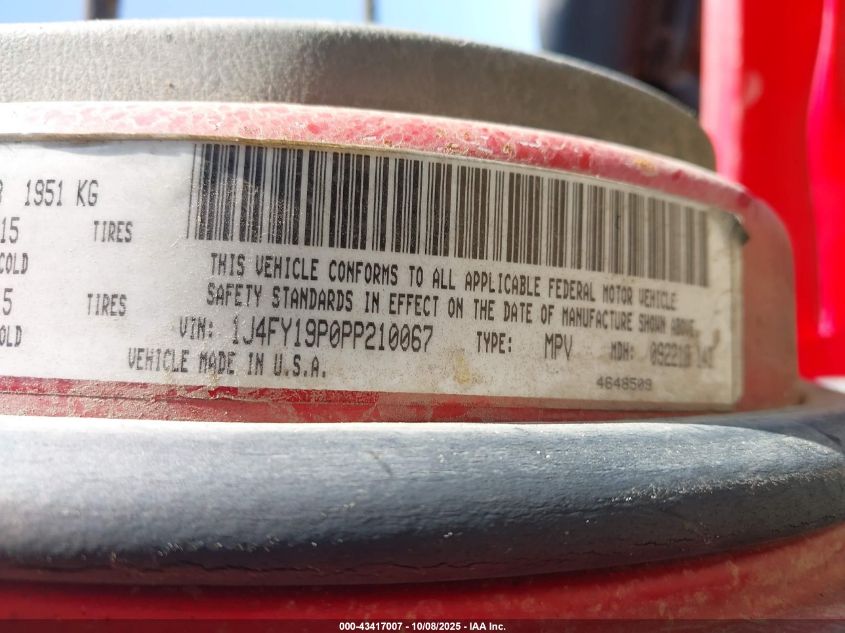 1951 KG
15 TIRES
COLD
THIS VEHICLE CONFORMS TO ALL APPLICABLE FEDERAL MOTOR VEHICLE
SAFETY STANDARDS IN EFFECT ON THE DATE OF MANUFACTURE SHOWN ABOVE.
5 TIRES
OLD
VIN: 1J4FY19P0PP210067 TYPE: MPV MDH:
VEHICLE MADE IN U.S.A.
4648509
000-43417007 - 10/08/2025 - IAA Inc.